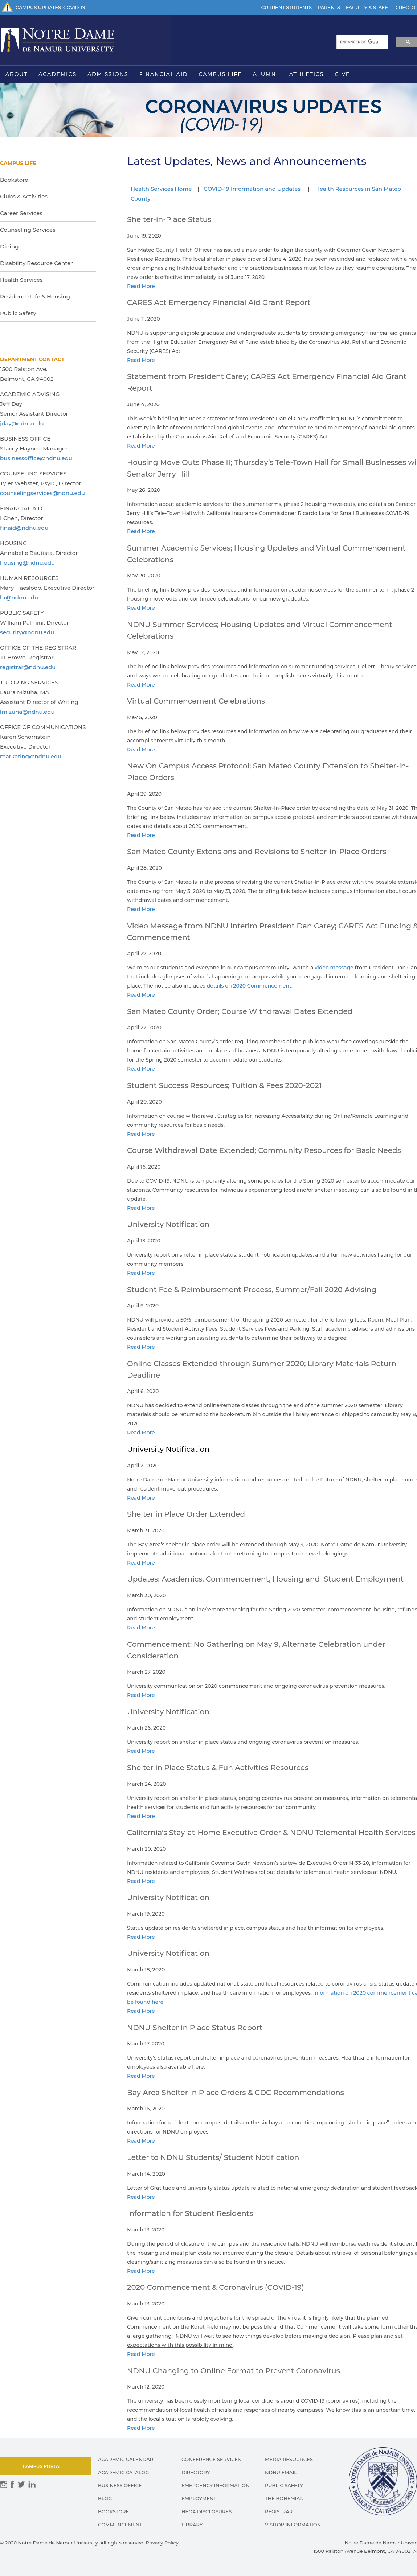 CAMPUS UPDATES: COVID-19
CURRENT STUDENTS PARENTS FACULTY & STAFF
NOTRE DAME
DE NAMUR UNIVERSITY
ENHANCED BY Google
ABOUT ACADEMICS ADMISSIONS FINANCIAL AID CAMPUS LIFE ALUMNI ATHLETICS GIVE
CORONAVIRUS UPDATES
(COVID-19)
CAMPUS LIFE
Bookstore
Clubs & Activities
Career Services
Counseling Services
Dining
Disability Resource Center
Health Services
Residence Life & Housing
Public Safety
DEPARTMENT CONTACT
1500 Ralston Ave.
Belmont, CA 94002
ACADEMIC ADVISING
Jeff Day
Senior Assistant Director
jday@ndnu.edu
BUSINESS OFFICE
Stacey Haynes, Manager
businessoffice@ndnu.edu
COUNSELING SERVICES
Tyler Webster, PsyD., Director
counselingservices@ndnu.edu
FINANCIAL AID
I Chen, Director
finaid@ndnu.edu
HOUSING
Annabelle Bautista, Director
housing@ndnu.edu
HUMAN RESOURCES
Mary Haesloop, Executive Director
hr@ndnu.edu
PUBLIC SAFETY
William Palmini, Director
security@ndnu.edu
OFFICE OF THE REGISTRAR
JT Brown, Registrar
registrar@ndnu.edu
TUTORING SERVICES
Laura Mizuha, MA
Assistant Director of Writing
lmizuha@ndnu.edu
OFFICE OF COMMUNICATIONS
Karen Schornstein
Executive Director
marketing@ndnu.edu
Latest Updates, News and Announcements
Health Services Home | COVID-19 Information and Updates | Health Resources in San Mateo
County
Shelter-in-Place Status
June 19, 2020
San Mateo County Health Officer has issued a new order to align the county with Governor Gavin Newsom's
Resilience Roadmap. The local shelter in place order of June 4, 2020, has been rescinded and replaced with a new
order emphasizing individual behavior and the practices businesses must follow as they resume operations. The
new order is effective immediately as of June 17, 2020.
Read More
CARES Act Emergency Financial Aid Grant Report
June 11, 2020
NDNU is supporting eligible graduate and undergraduate students by providing emergency financial aid grants
from the Higher Education Emergency Relief Fund established by the Coronavirus Aid, Relief, and Economic
Security (CARES) Act.
Read More
Statement from President Carey; CARES Act Emergency Financial Aid Grant
Report
June 4, 2020
This week's briefing includes a statement from President Daniel Carey reaffirming NDNU's commitment to
diversity, equality and inclusion and a detailed report in relation to emergency financial aid grants
established by the Coronavirus Aid, Relief, and Economic Security (CARES) Act.
Read More
Housing Move Outs Phase II; Thursday's Tele-Town Hall for Small Businesses wi
Senator Jerry Hill
May 26, 2020
Information about academic services for the summer term, phase 2 housing move-outs, and details on Senator
Jerry Hill's Tele-Town Hall with California Insurance Commissioner Ricardo Lara for Small Business COVID-19
resources.
Read More
Summer Academic Services; Housing Updates and Virtual Commencement
Celebrations
May 20, 2020
The briefing link below provides resources and information on academic services for the summer term, phase 2
housing move-outs and continued celebrations for our new graduates.
Read More
NDNU Summer Services; Housing Updates and Virtual Commencement
Celebrations
May 12, 2020
The briefing link below provides resources and information on summer tutoring services, Gellert Library services
and ways we are celebrating our graduates and their accomplishments virtually this month.
Read More
Virtual Commencement Celebrations
May 5, 2020
The briefing link below provides resources and information on how we are celebrating our graduates and their
accomplishments virtually this month.
Read More
New On Campus Access Protocol; San Mateo County Extension to Shelter-in-
Place Orders
April 29, 2020
The County of San Mateo has revised the current Shelter-In-Place order by extending the date to May 31, 2020. Th
briefing link below includes new information on campus access protocol, and reminders about course withdrawa
dates and details about 2020 commencement.
Read More
San Mateo County Extensions and Revisions to Shelter-in-Place Orders
April 28, 2020
The County of San Mateo is in the process of revising the current Shelter-In-Place order with the possible extensio
date moving from May 3, 2020 to May 31, 2020. The briefing link below includes campus information about course
withdrawal dates and commencement.
Read More
Video Message from NDNU Interim President Dan Carey; CARES Act Funding &
Commencement
April 27, 2020
We miss our students and everyone in our campus community! Watch a video message from President Dan Care
that includes glimpses of what's happening on campus while you're engaged in remote learning and sheltering
place. The notice also includes details on 2020 Commencement.
Read More
San Mateo County Order; Course Withdrawal Dates Extended
April 22, 2020
Information on San Mateo County's order requiring members of the public to wear face coverings outside the
home for certain activities and in places of business. NDNU is temporarily altering some course withdrawal polici
for the Spring 2020 semester to accommodate our students.
Read More
Student Success Resources; Tuition & Fees 2020-2021
April 20, 2020
Information on course withdrawal, Strategies for Increasing Accessibility during Online/Remote Learning and
community resources for basic needs.
Read More
Course Withdrawal Date Extended; Community Resources for Basic Needs
April 16, 2020
Due to COVID-19, NDNU is temporarily altering some policies for the Spring 2020 semester to accommodate our
students. Community resources for individuals experiencing food and/or shelter insecurity can also be found in th
update.
Read More
University Notification
April 13, 2020
University report on shelter in place status, student notification updates, and a fun new activities listing for our
community members.
Read More
Student Fee & Reimbursement Process, Summer/Fall 2020 Advising
April 9, 2020
NDNU will provide a 50% reimbursement for the spring 2020 semester, for the following fees: Room, Meal Plan,
Resident and Student Activity Fees, Student Services Fees and Parking. Staff academic advisors and admissions
counselors are working on assisting students to determine their pathway to a degree.
Read More
Online Classes Extended through Summer 2020; Library Materials Return
Deadline
April 6, 2020
NDNU has decided to extend online/remote classes through the end of the 2020 summer semester. Library
materials should be returned to the book-return bin outside the library entrance or shipped to campus by May 8,
2020.
Read More
University Notification
April 2, 2020
Notre Dame de Namur University information and resources related to the Future of NDNU, shelter in place orde
and resident move-out procedures.
Read More
Shelter in Place Order Extended
March 31, 2020
The Bay Area's shelter in place order will be extended through May 3, 2020. Notre Dame de Namur University
implements additional protocols for those returning to campus to retrieve belongings.
Read More
Updates: Academics, Commencement, Housing and Student Employment
March 30, 2020
Information on NDNU's online/remote teaching for the Spring 2020 semester, commencement, housing, refunds
and student employment.
Read More
Commencement: No Gathering on May 9, Alternate Celebration under
Consideration
March 27, 2020
University communication on 2020 commencement and ongoing coronavirus prevention measures.
Read More
University Notification
March 26, 2020
University report on shelter in place status and ongoing coronavirus prevention measures.
Read More
Shelter in Place Status & Fun Activities Resources
March 24, 2020
University report on shelter in place status, ongoing coronavirus prevention measures, information on telementa
health services for students and fun activity resources for our community.
Read More
California's Stay-at-Home Executive Order & NDNU Telemental Health Services
March 20, 2020
Information related to California Governor Gavin Newsom's statewide Executive Order N-33-20, information for
NDNU residents and employees, Student Wellness rollout details for telemental health services at NDNU.
Read More
University Notification
March 19, 2020
Status update on residents sheltered in place, campus status and health information for employees.
Read More
University Notification
March 18, 2020
Communication includes updated national, state and local resources related to coronavirus crisis, status update o
residents sheltered in place, and health care information for employees. Information on 2020 commencement ca
be found here.
Read More
NDNU Shelter In Place Status Report
March 17, 2020
University's status report on shelter in place and coronavirus prevention measures. Healthcare information for
employees also available here.
Read More
Bay Area Shelter in Place Orders & CDC Recommendations
March 16, 2020
Information for residents on campus, details on the six bay area counties impending "shelter in place" orders and
directions for NDNU employees.
Read More
Letter to NDNU Students/ Student Notification
March 14, 2020
Letter of Gratitude and university status update related to national emergency declaration and student feedback
Read More
Information for Student Residents
March 13, 2020
During the period of closure of the campus and the residence halls, NDNU will reimburse each resident student f
the housing and meal plan costs not incurred during the closure. Details about retrieval of personal belongings a
cleaning/sanitizing measures can also be found in this notice.
Read More
2020 Commencement & Coronavirus (COVID-19)
March 13, 2020
Given current conditions and projections for the spread of the virus, it is highly likely that the planned
Commencement on the Koret Field may not be possible and that Commencement will take some form other tha
a large gathering. NDNU will wait to see how things develop before making a decision. Please plan and set
expectations with this possibility in mind.
Read More
NDNU Changing to Online Format to Prevent Coronavirus
March 12, 2020
The university has been closely monitoring local conditions around COVID-19 (coronavirus), including the
recommendation of local health officials and responses of nearby campuses. We know this is an uncertain time,
and the local situation is rapidly evolving.
Read More
CAMPUS PORTAL
ACADEMIC CALENDAR
ACADEMIC CATALOG
BUSINESS OFFICE
BLOG
BOOKSTORE
COMMENCEMENT
CONFERENCE SERVICES
DIRECTORY
EMERGENCY INFORMATION
EMPLOYMENT
HEOA DISCLOSURES
LIBRARY
MEDIA RESOURCES
NDNU EMAIL
PUBLIC SAFETY
THE BOHEMIAN
REGISTRAR
VISITOR INFORMATION
NOTRE DAME DE NAMUR UNIVERSITY
© 2020 Notre Dame de Namur University. All rights reserved. Privacy Policy.
Notre Dame de Namur Univer
1500 Ralston Avenue Belmont, CA 94002